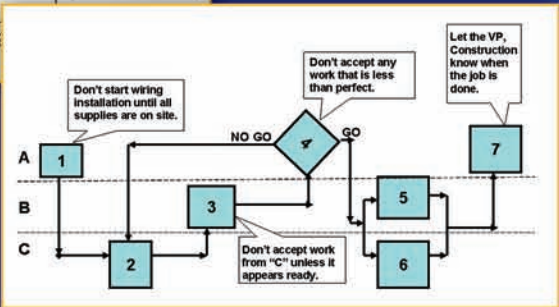 Let the VP,
Construction
know when
the job is
done.
Don't accept any
work that is less
than perfect.
Don't start wiring
installation until all
supplies are on site.
NO GO
4
GO
A
1
7
B
3
5
C
2
Don't accept work
from "C" unless it
appears ready.
6